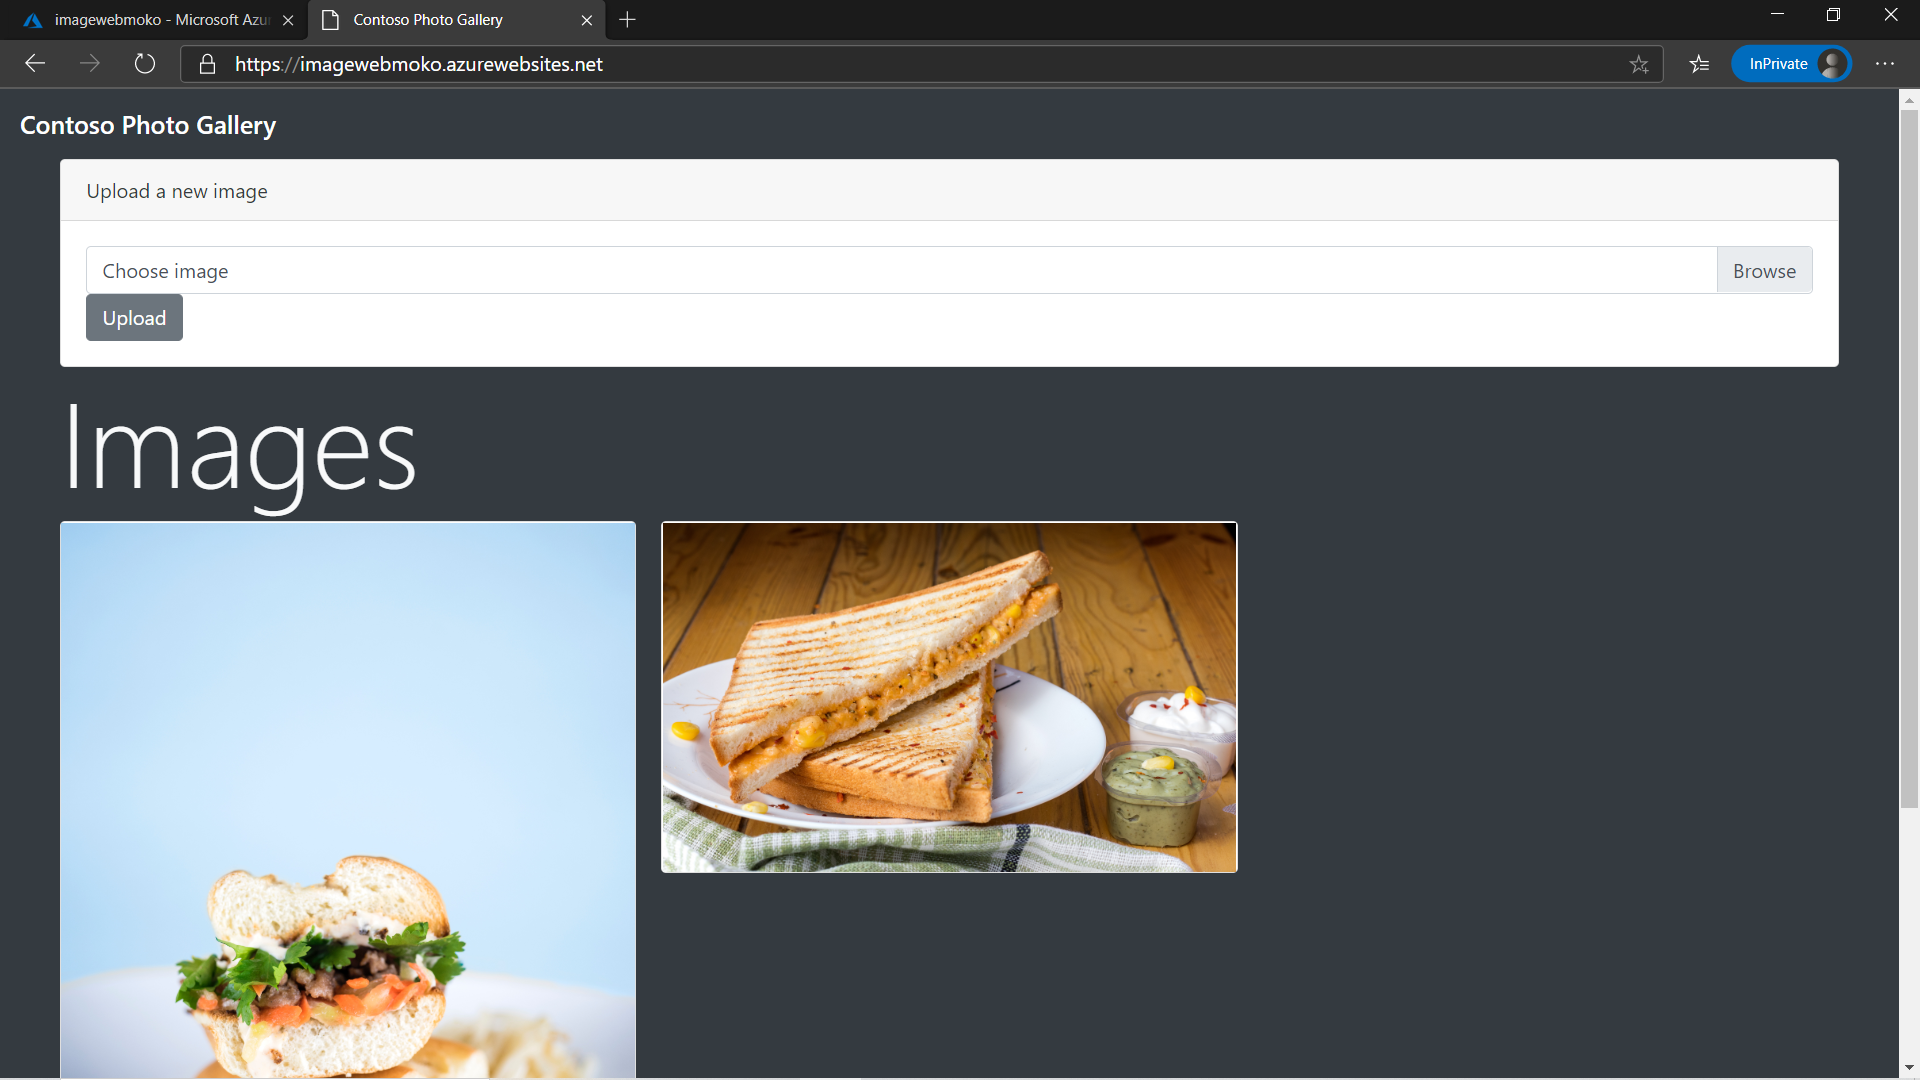 imagewebmoko - Microsoft Azu
Contoso Photo Gallery
https://imagewebmoko.azurewebsites.net
InPrivate
Contoso Photo Gallery
Upload a new image
Choose image
Browse
Upload
Images